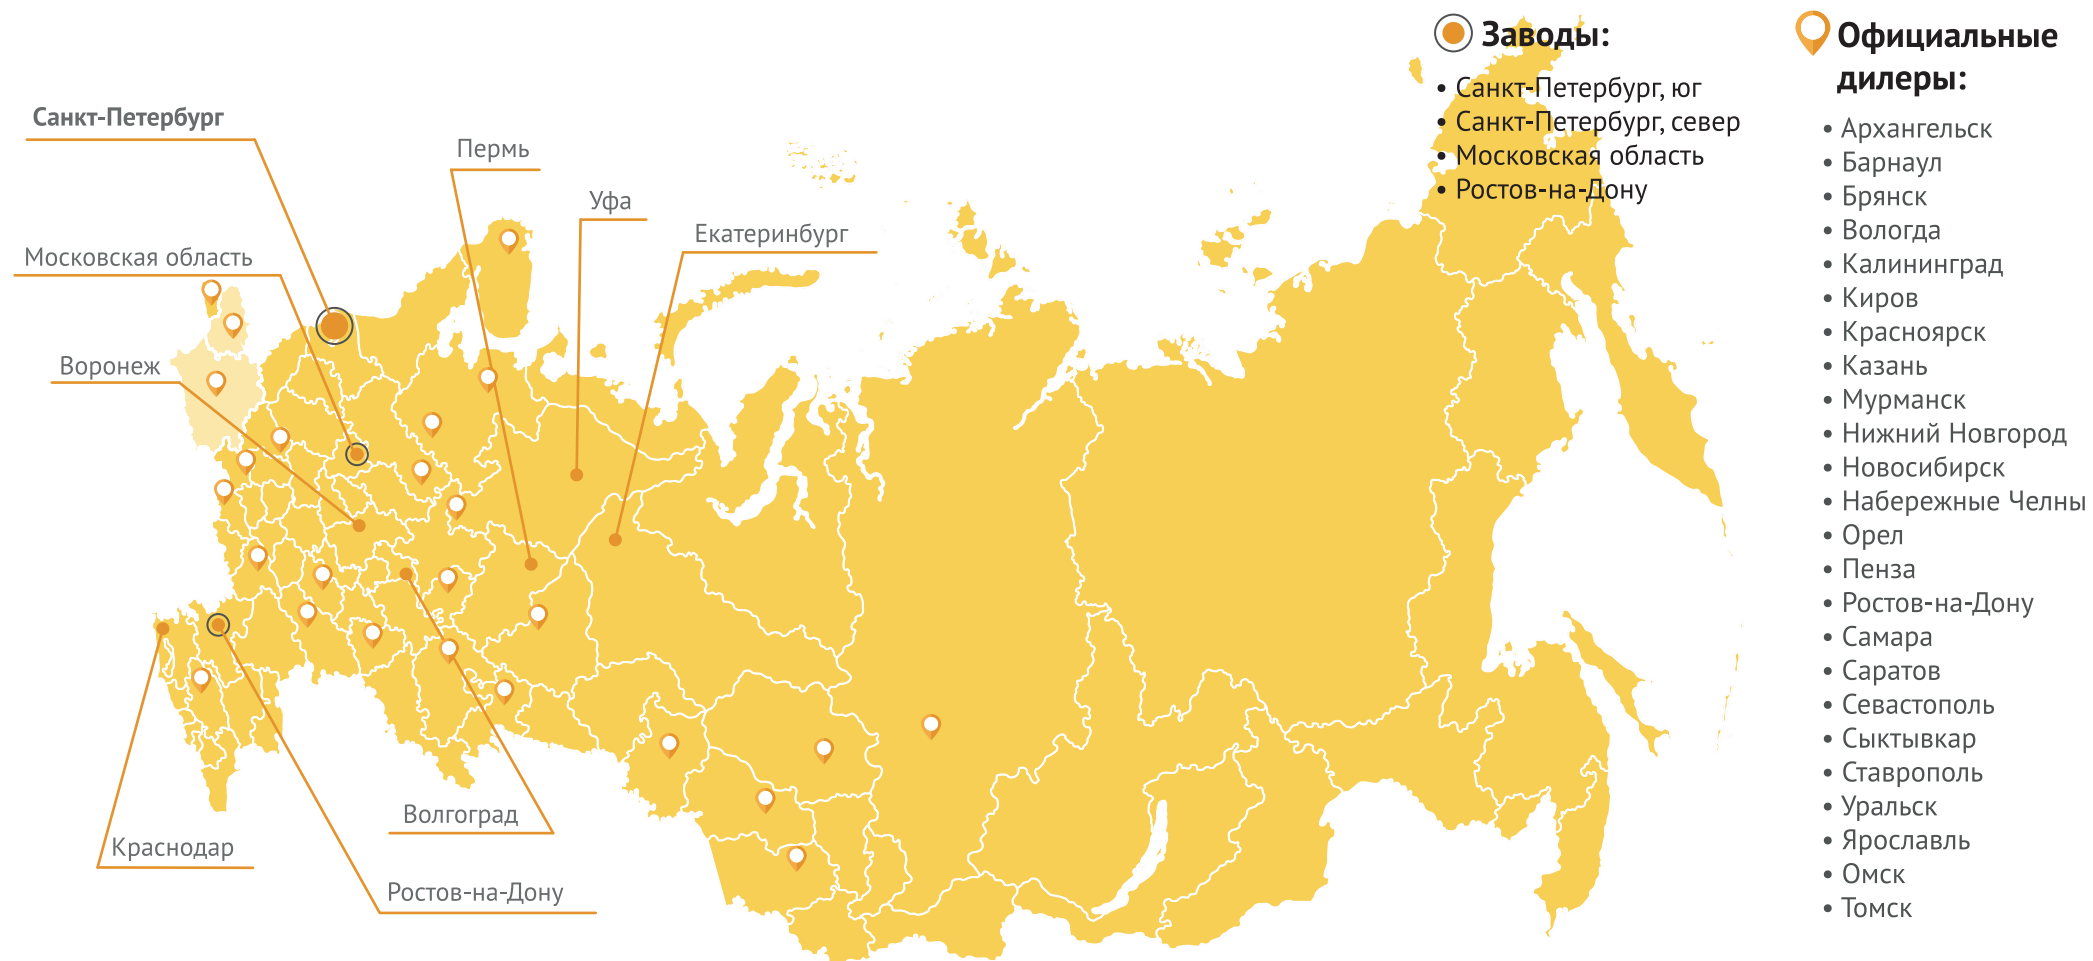 Санкт-Петербург
Московская область
Воронеж
Пермь
Уфа
Екатеринбург
Волгоград
Краснодар
Ростов-на-Дону
Заводы:
• Санкт-Петербург, юг
• Санкт-Петербург, север
• Московская область
• Ростов-на-Дону
Официальные
дилеры:
• Архангельск
• Барнаул
• Брянск
• Вологда
• Калининград
• Киров
• Красноярск
• Казань
• Мурманск
• Нижний Новгород
• Новосибирск
• Набережные Челны
• Орел
• Пенза
• Ростов-на-Дону
• Самара
• Саратов
• Севастополь
• Сыктывкар
• Ставрополь
• Уральск
• Ярославль
• Омск
• Томск